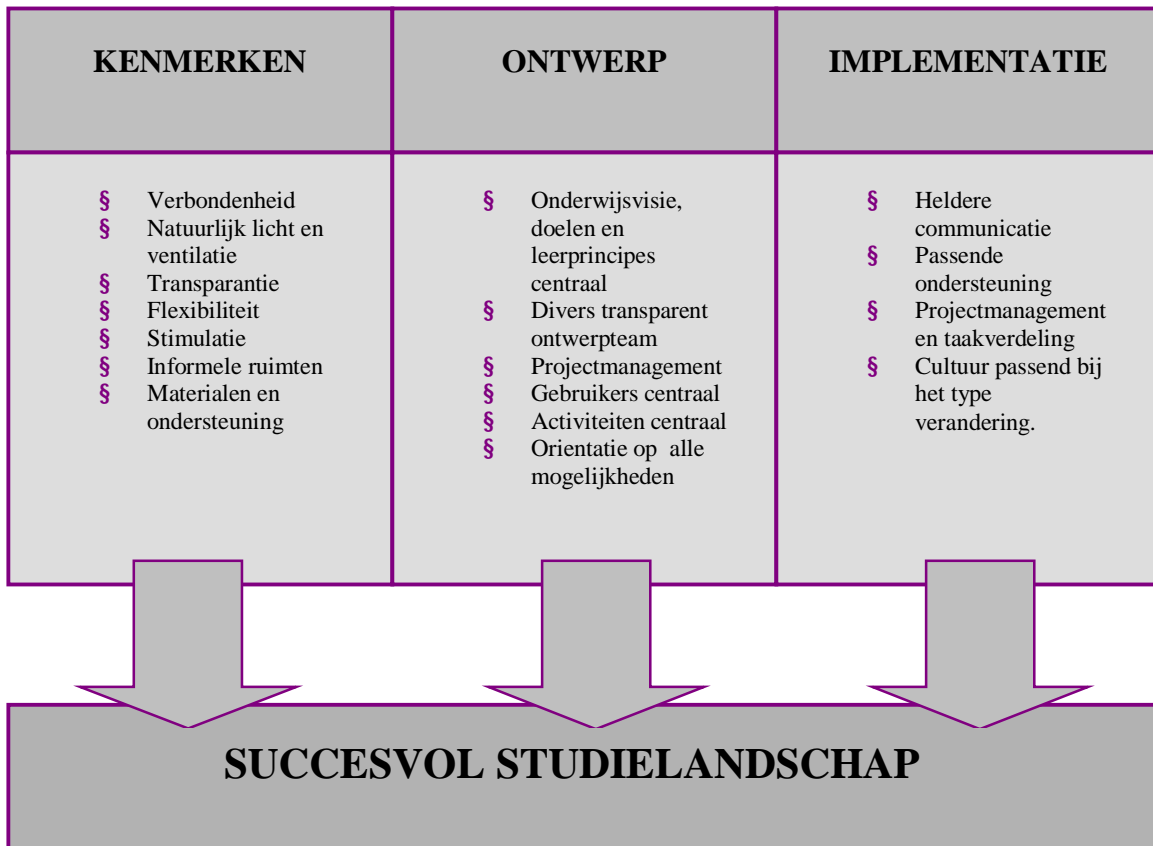 KENMERKEN
§ Verbondenheid
§ Natuurlijk licht en
ventilatie
§ Transparantie
§ Flexibiliteit
§ Stimulatie
§ Informele ruimten
§ Materialen en
ondersteuning
ONTWERP
§ Onderwijsvisie,
doelen en
leerprincipes
centraal
§ Divers transparent
ontwerpteam
§ Projectmanagement
§ Gebruikers centraal
§ Activiteiten centraal
§ Orientatie op alle
mogelijkheden
IMPLEMENTATIE
§ Heldere
communicatie
§ Passende
ondersteuning
§ Projectmanagement
en taakverdeling
§ Cultuur passend bij
het type
verandering.
SUCCESVOL STUDIELANDSCHAP